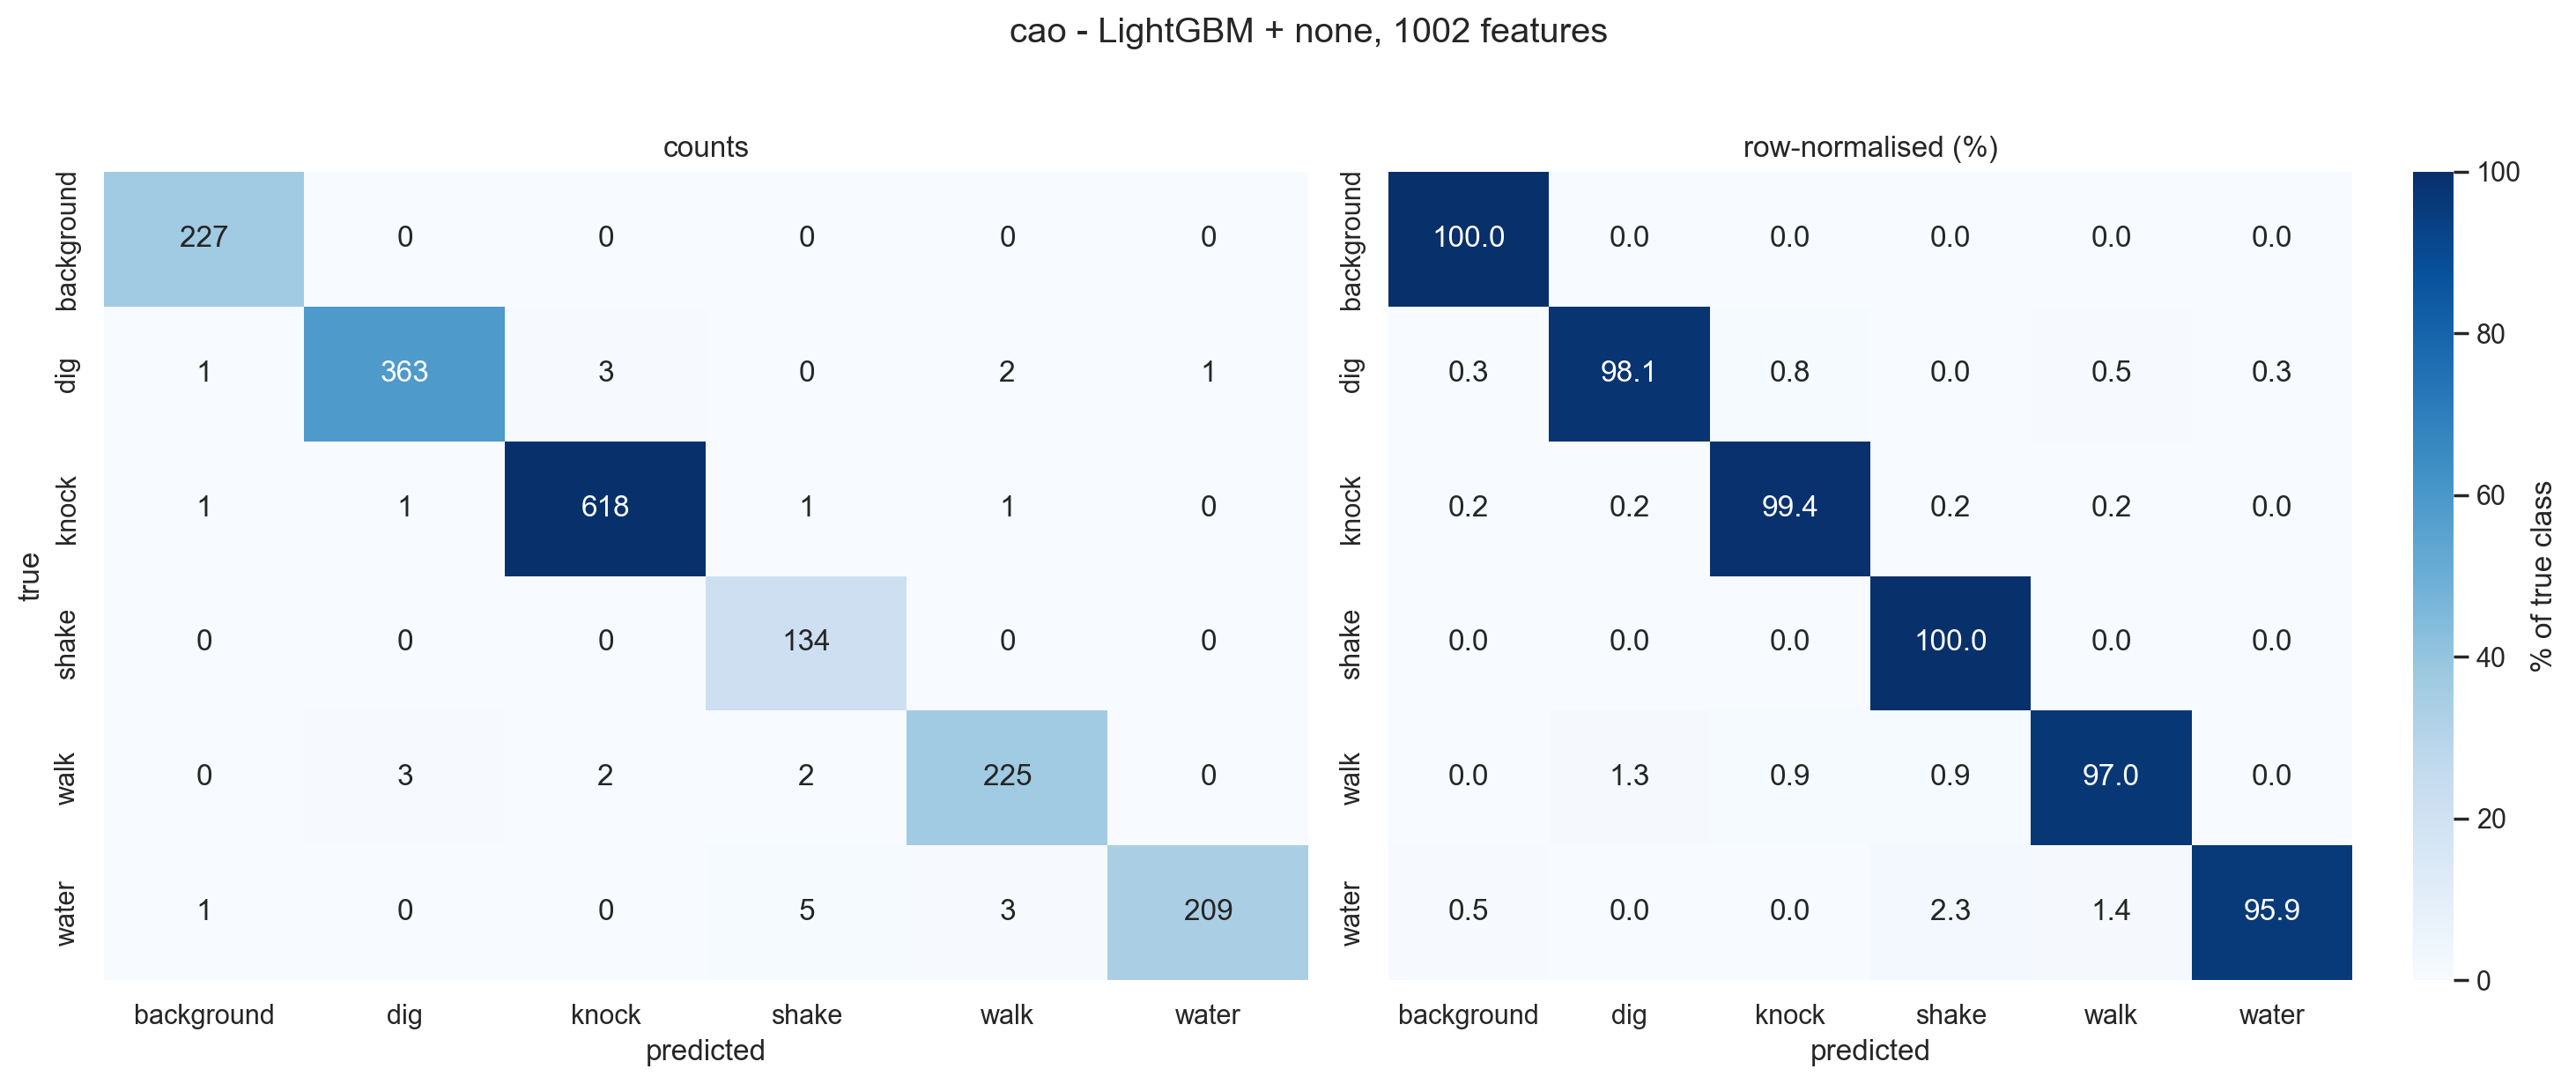 cao - LightGBM + none, 1002 features
counts
true
background 227 0 0 0 0 0
dig 1 363 3 0 2 1
knock 1 1 618 1 1 0
shake 0 0 0 134 0 0
walk 0 3 2 2 225 0
water 1 0 0 5 3 209
background dig knock shake walk water
predicted
row-normalised (%)
background 100.0 0.0 0.0 0.0 0.0 0.0
dig 0.3 98.1 0.8 0.0 0.5 0.3
knock 0.2 0.2 99.4 0.2 0.2 0.0
shake 0.0 0.0 0.0 100.0 0.0 0.0
walk 0.0 1.3 0.9 0.9 97.0 0.0
water 0.5 0.0 0.0 2.3 1.4 95.9
background dig knock shake walk water
predicted
100
80
60
40
20
0
% of true class